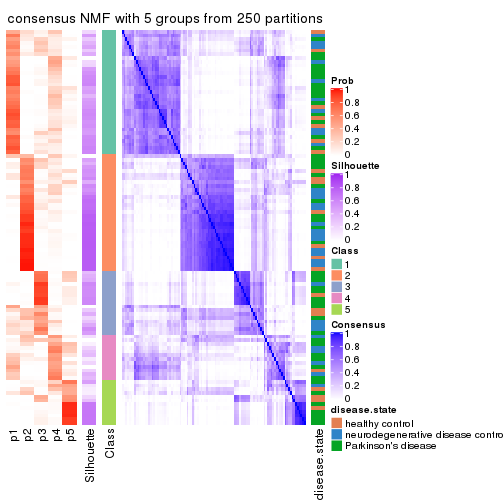 consensus NMF with 5 groups from 250 partitions
Prob
1
0.8
0.6
0.4
0.2
0
Silhouette
1
0.8
0.6
0.4
0.2
0
Class
1
2
3
4
5
Consensus
1
0.8
0.6
0.4
0.2
0
disease.state
healthy control
neurodegenerative disease contro
Parkinson's disease
p1
p2
p3
p4
p5
Silhouette
Class
disease.state